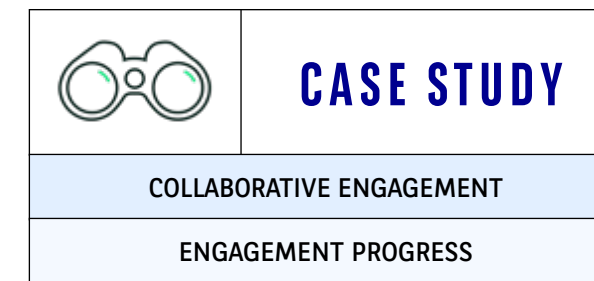 CASE STUDY
COLLABORATIVE ENGAGEMENT
ENGAGEMENT PROGRESS